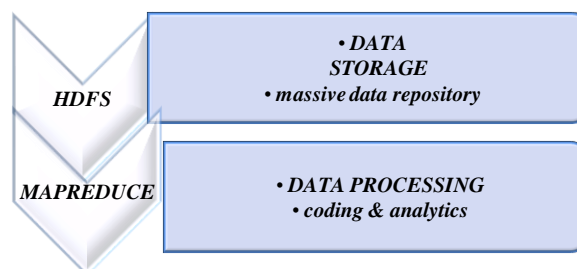 HDFS
• DATA
STORAGE
• massive data repository
MAPREDUCE
• DATA PROCESSING
• coding & analytics